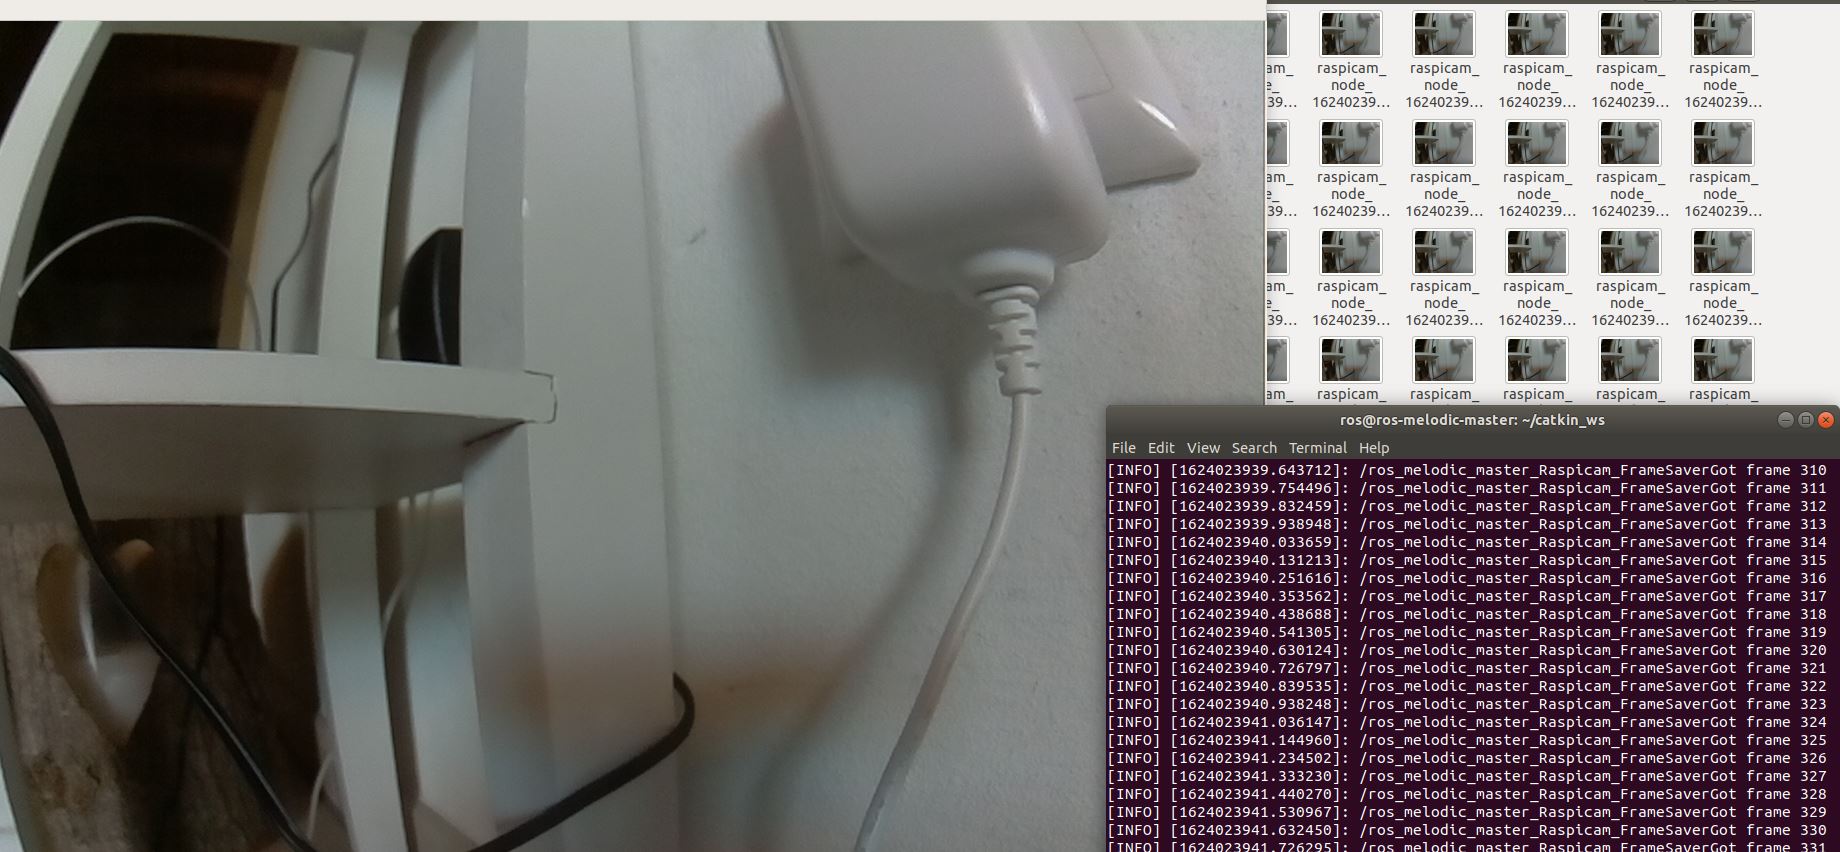 am_ raspicam_ raspicam_ raspicam_ raspicam_ raspicam_
e_ node_ node_ node_ node_ node_
39… 16240239… 16240239… 16240239… 16240239… 16240239…
am_ raspicam_ raspicam_ raspicam_ raspicam_ raspicam_
e_ node_ node_ node_ node_ node_
39… 16240239… 16240239… 16240239… 16240239… 16240239…
am_ raspicam_ raspicam_ raspicam_ raspicam_ raspicam_
e_ node_ node_ node_ node_ node_
39… 16240239… 16240239… 16240239… 16240239… 16240239…
am_ raspicam_ raspicam_ raspicam_ raspicam_ raspicam_
ros@ros-melodic-master: ~/catkin_ws
File Edit View Search Terminal Help
[INFO] [1624023939.643712]: /ros_melodic_master_Raspicam_FrameSaverGot frame 310
[INFO] [1624023939.754496]: /ros_melodic_master_Raspicam_FrameSaverGot frame 311
[INFO] [1624023939.832459]: /ros_melodic_master_Raspicam_FrameSaverGot frame 312
[INFO] [1624023939.938948]: /ros_melodic_master_Raspicam_FrameSaverGot frame 313
[INFO] [1624023940.033659]: /ros_melodic_master_Raspicam_FrameSaverGot frame 314
[INFO] [1624023940.131213]: /ros_melodic_master_Raspicam_FrameSaverGot frame 315
[INFO] [1624023940.251616]: /ros_melodic_master_Raspicam_FrameSaverGot frame 316
[INFO] [1624023940.353562]: /ros_melodic_master_Raspicam_FrameSaverGot frame 317
[INFO] [1624023940.438688]: /ros_melodic_master_Raspicam_FrameSaverGot frame 318
[INFO] [1624023940.541305]: /ros_melodic_master_Raspicam_FrameSaverGot frame 319
[INFO] [1624023940.630124]: /ros_melodic_master_Raspicam_FrameSaverGot frame 320
[INFO] [1624023940.726797]: /ros_melodic_master_Raspicam_FrameSaverGot frame 321
[INFO] [1624023940.839535]: /ros_melodic_master_Raspicam_FrameSaverGot frame 322
[INFO] [1624023940.938248]: /ros_melodic_master_Raspicam_FrameSaverGot frame 323
[INFO] [1624023941.036147]: /ros_melodic_master_Raspicam_FrameSaverGot frame 324
[INFO] [1624023941.144960]: /ros_melodic_master_Raspicam_FrameSaverGot frame 325
[INFO] [1624023941.234502]: /ros_melodic_master_Raspicam_FrameSaverGot frame 326
[INFO] [1624023941.333230]: /ros_melodic_master_Raspicam_FrameSaverGot frame 327
[INFO] [1624023941.440270]: /ros_melodic_master_Raspicam_FrameSaverGot frame 328
[INFO] [1624023941.530967]: /ros_melodic_master_Raspicam_FrameSaverGot frame 329
[INFO] [1624023941.632450]: /ros_melodic_master_Raspicam_FrameSaverGot frame 330
[INFO] [1624023941.726295]: /ros_melodic_master_Raspicam_FrameSaverGot frame 331